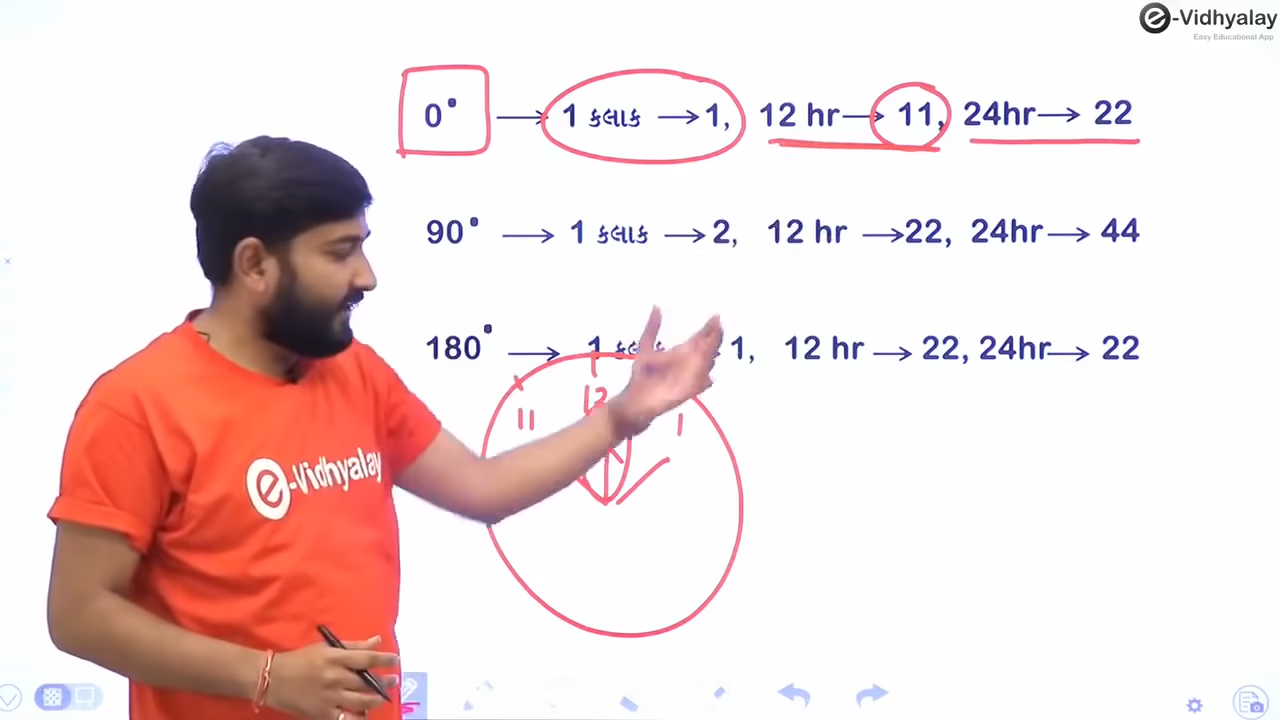 e-Vidhyalay
Easy Educational App
0° → 1 કલાક → 1, 12 hr → 11, 24hr → 22
90° → 1 કલાક → 2, 12 hr → 22, 24hr → 44
180° → 1 1, 12 hr → 22, 24hr → 22
11 12 1
e-Vidhyalay